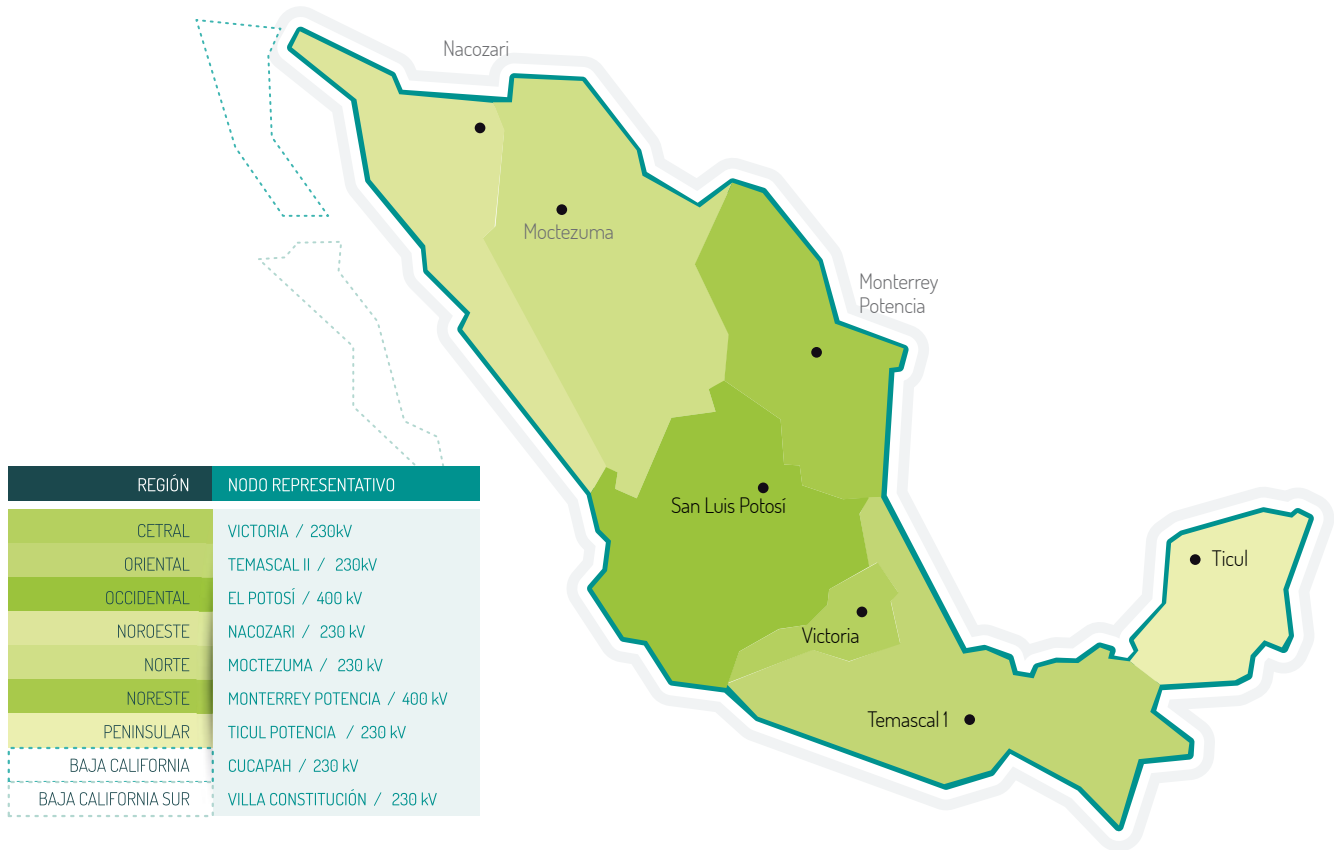 Nacozari
Moctezuma
Monterrey
Potencia
San Luis Potosí
Ticul
Victoria
Temascal 1
REGIÓN NODO REPRESENTATIVO
CETRAL VICTORIA / 230kV
ORIENTAL TEMASCAL II / 230kV
OCCIDENTAL EL POTOSÍ / 400 kV
NOROESTE NACOZARI / 230 kV
NORTE MOCTEZUMA / 230 kV
NORESTE MONTERREY POTENCIA / 400 kV
PENINSULAR TICUL POTENCIA / 230 kV
BAJA CALIFORNIA CUCAPAH / 230 kV
BAJA CALIFORNIA SUR VILLA CONSTITUCIÓN / 230 kV